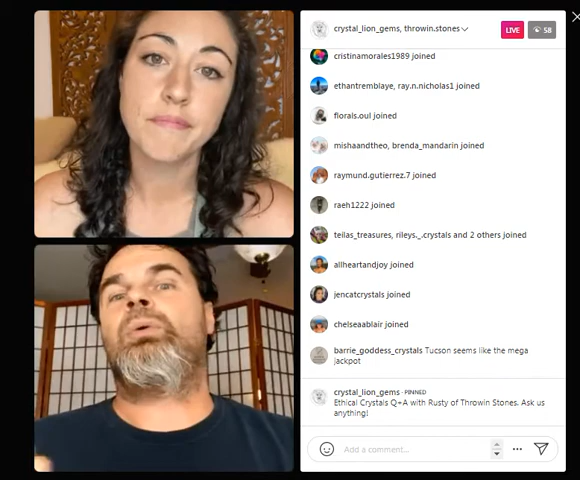 crystal_lion_gems, throwin.stones
LIVE
58
cristinamorales1989 joined
ethantremblaye, ray.n.nicholas1 joined
florals.oul joined
mishaandtheo, brenda_mandarin joined
raymund.gutierrez.7 joined
raeh1222 joined
teilas_treasures, rileys._.crystals and 2 others joined
allheartandjoy joined
jencatcrystals joined
chelseaablair joined
barrie_goddess_crystals Tucson seems like the mega
jackpot
crystal_lion_gems · PINNED
Ethical Crystals Q+A with Rusty of Throwin Stones. Ask us
anything!
Add a comment...